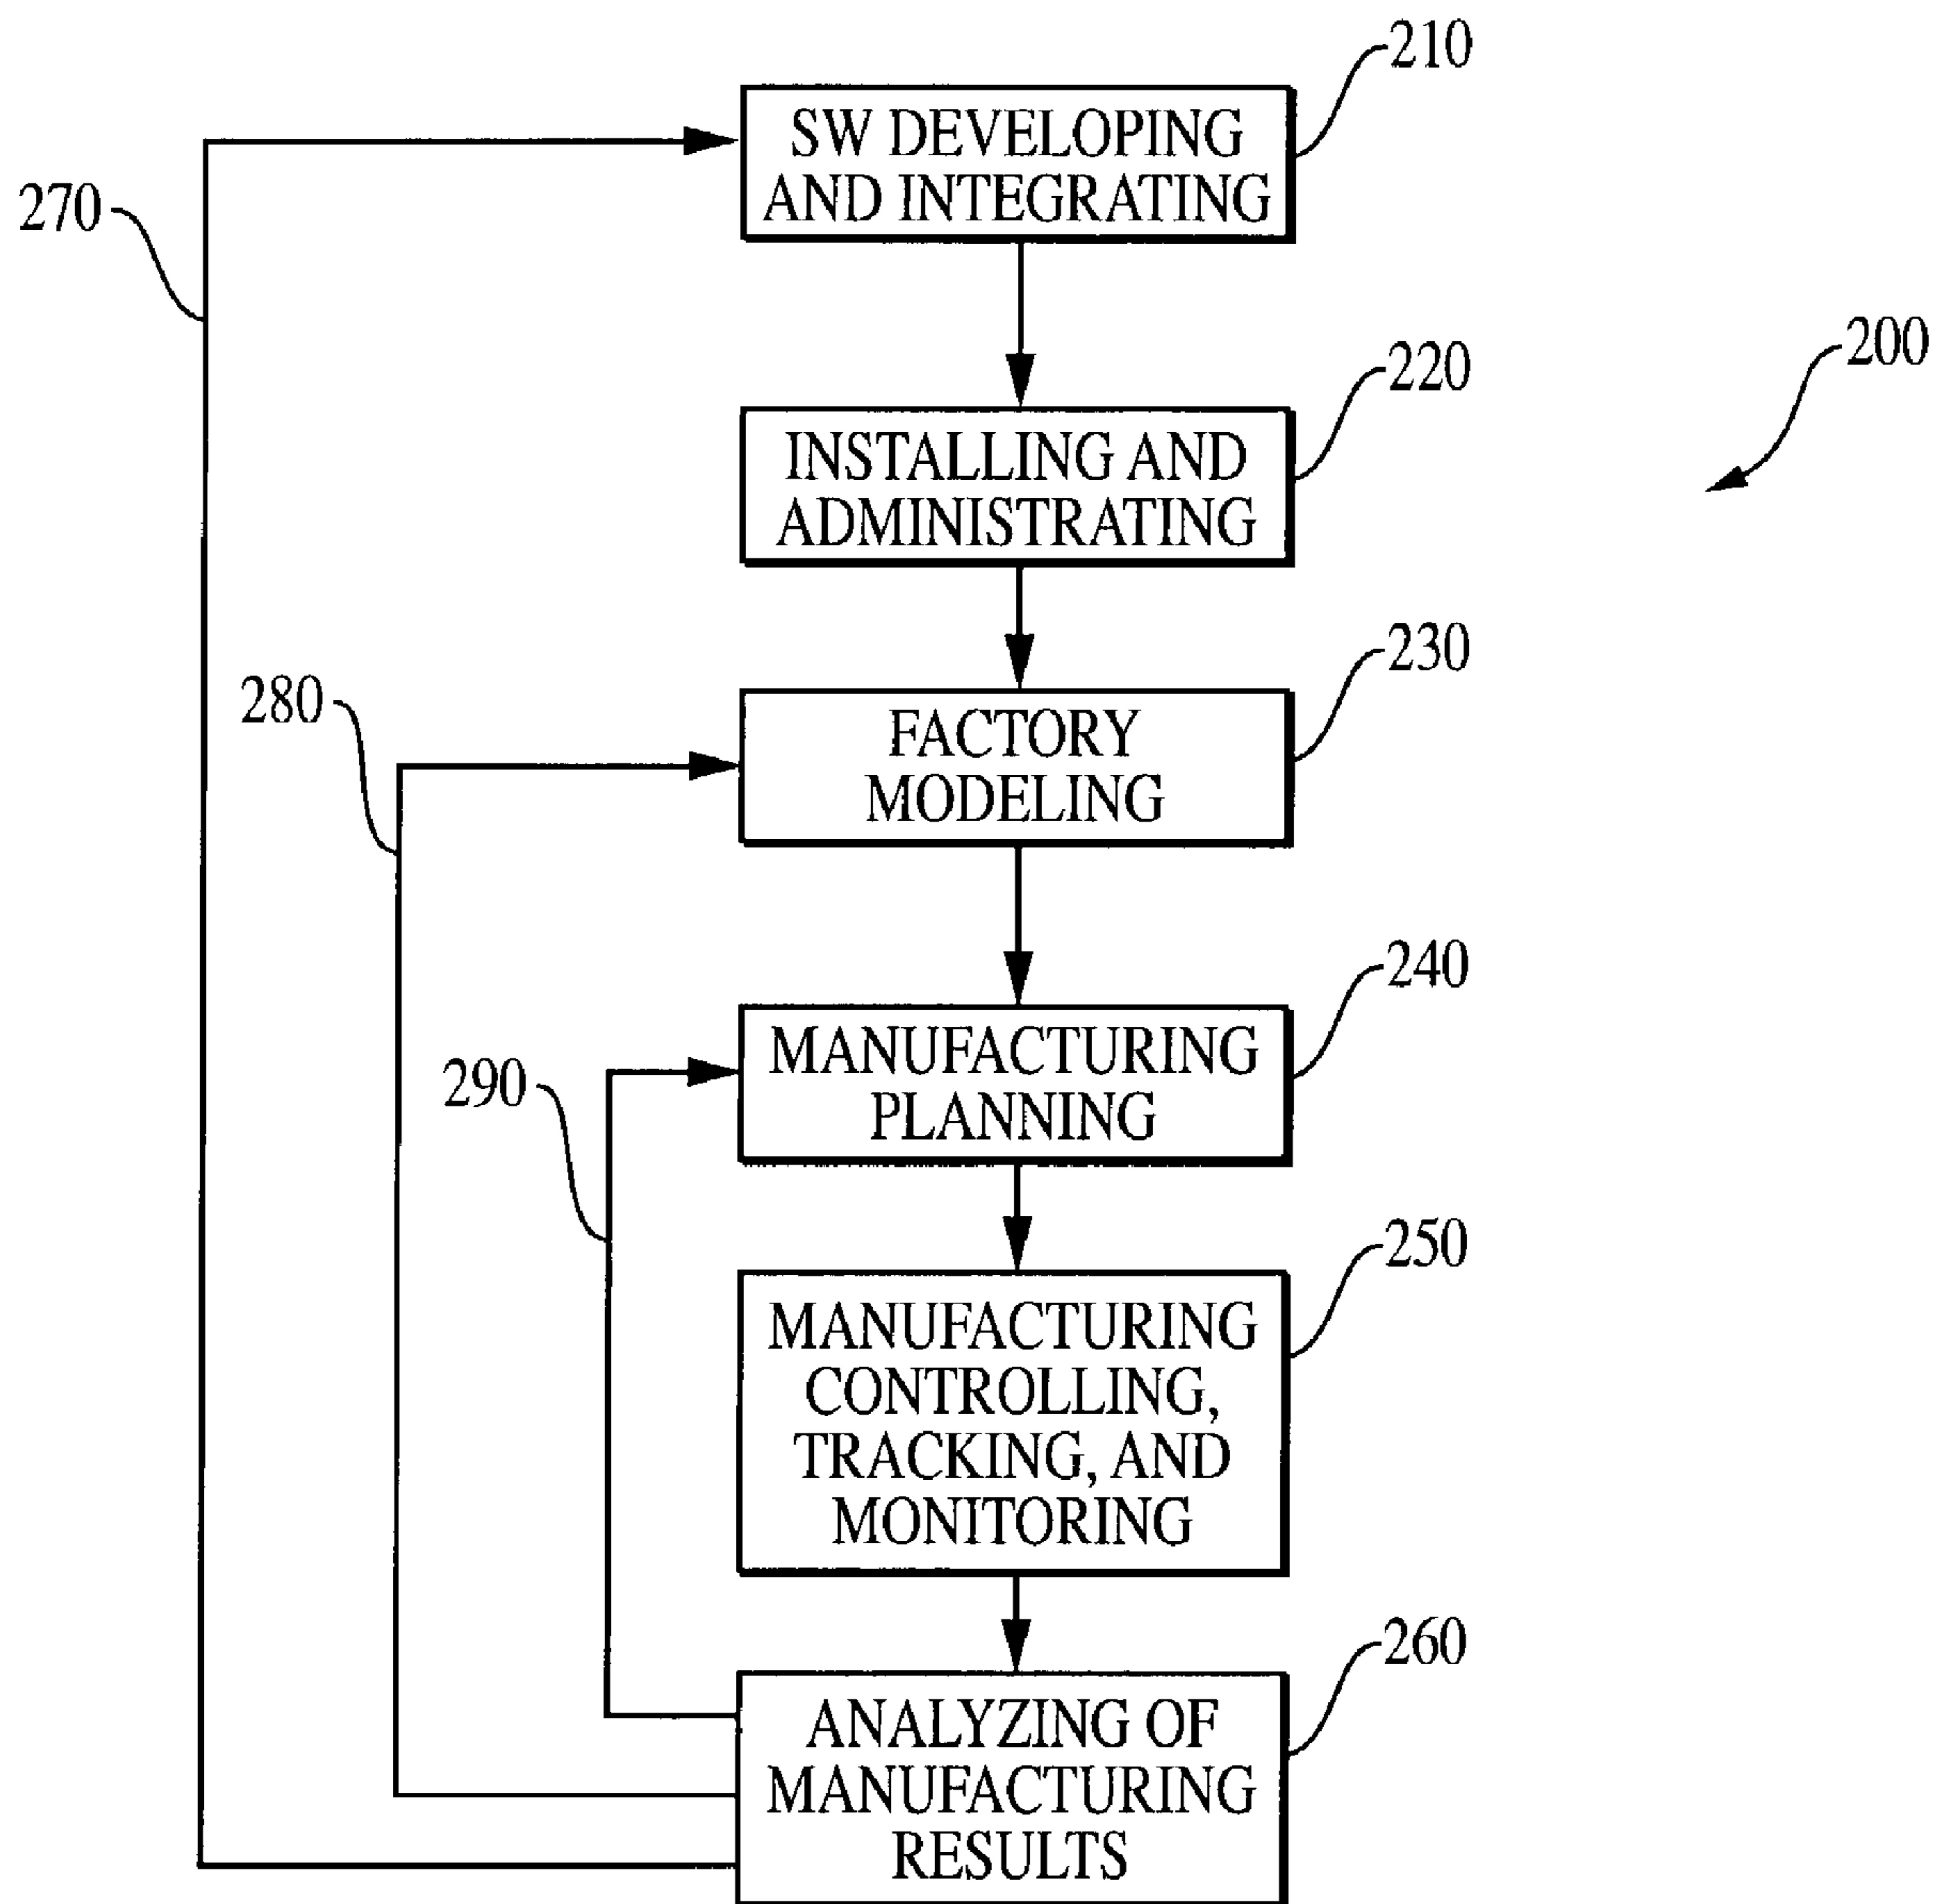 210
SW DEVELOPING
AND INTEGRATING
270
200
220
INSTALLING AND
ADMINISTRATING
230
280
FACTORY
MODELING
240
290
MANUFACTURING
PLANNING
250
MANUFACTURING
CONTROLLING,
TRACKING, AND
MONITORING
260
ANALYZING OF
MANUFACTURING
RESULTS